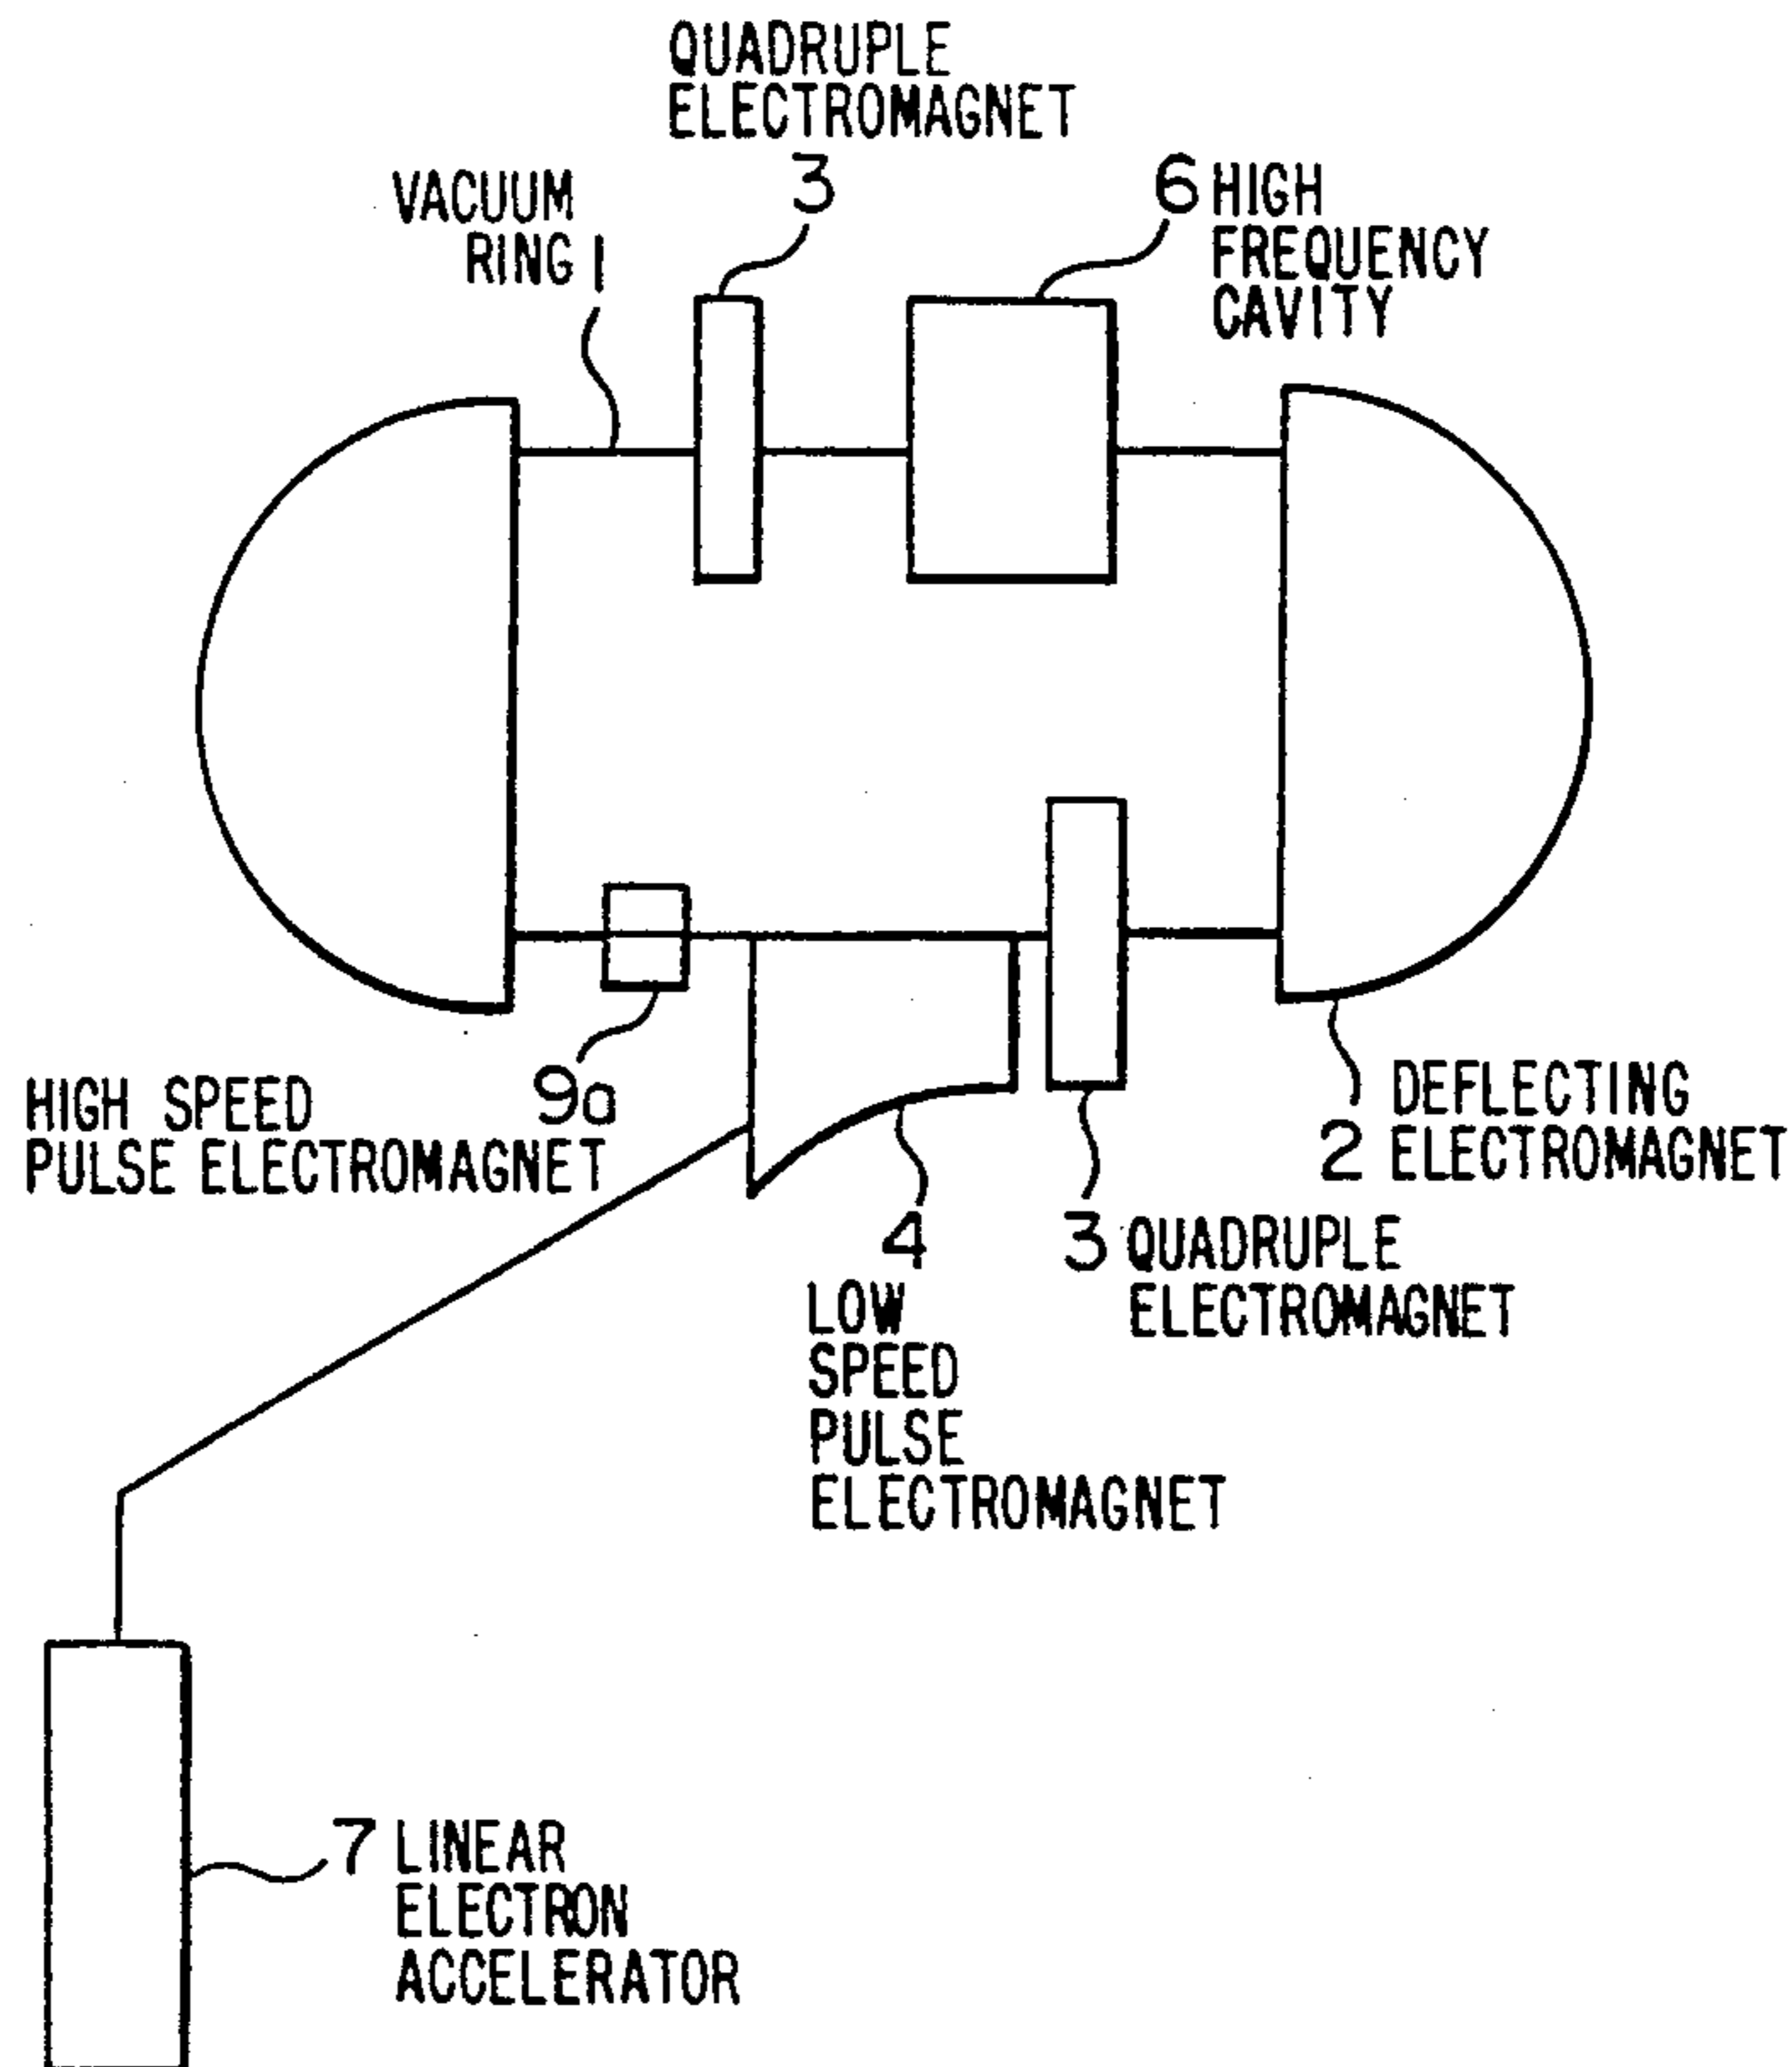 QUADRUPLE
ELECTROMAGNET
3
VACUUM
RING 1
6 HIGH
FREQUENCY
CAVITY
HIGH SPEED
PULSE ELECTROMAGNET
9a
DEFLECTING
2 ELECTROMAGNET
4
LOW
SPEED
PULSE
ELECTROMAGNET
3 QUADRUPLE
ELECTROMAGNET
7 LINEAR
ELECTRON
ACCELERATOR